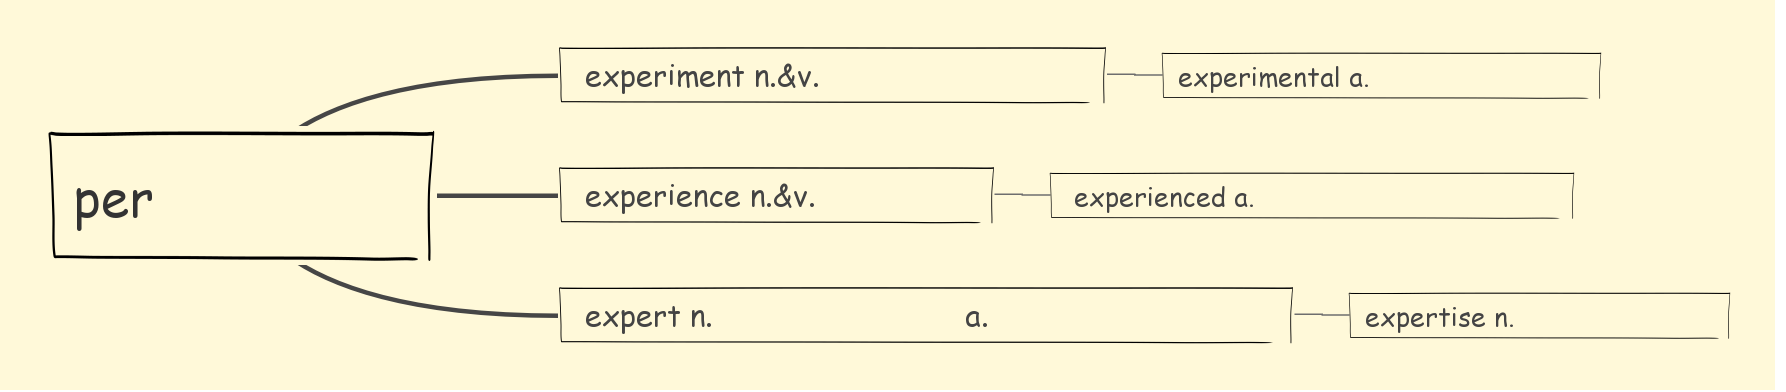 per
experiment n.&v.
experimental a.
experience n.&v.
experienced a.
expert n. a.
expertise n.